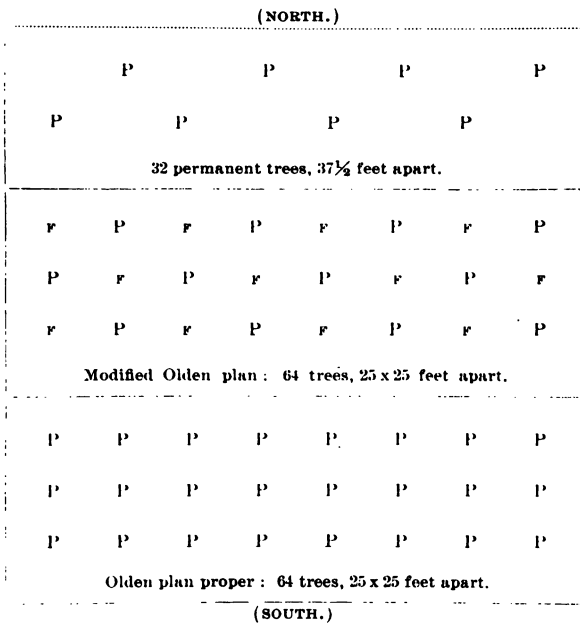 (NORTH.)
P P P P
P P P P
32 permanent trees, 37½ feet apart.
F P F P F P F P
P F P F P F P F
F P F P F P F P
Modified Olden plan : 64 trees, 25 x 25 feet apart.
P P P P P P P P
P P P P P P P P
P P P P P P P P
Olden plan proper : 64 trees, 25 x 25 feet apart.
(SOUTH.)